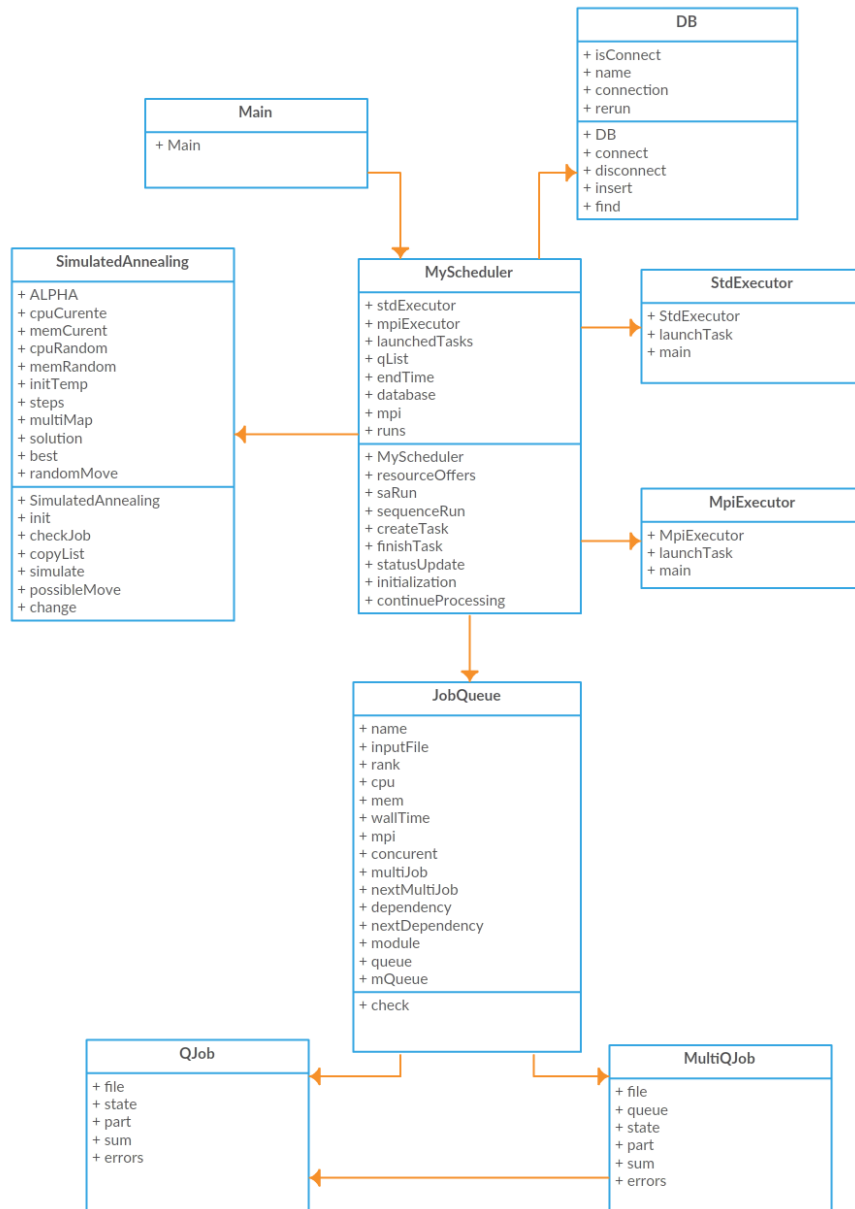 DB
+ isConnect
+ name
+ connection
+ rerun
+ DB
+ connect
+ disconnect
+ insert
+ find
Main
+ Main
SimulatedAnnealing
+ ALPHA
+ cpuCurente
+ memCurent
+ cpuRandom
+ memRandom
+ initTemp
+ steps
+ multiMap
+ solution
+ best
+ randomMove
+ SimulatedAnnealing
+ init
+ checkJob
+ copyList
+ simulate
+ possibleMove
+ change
MyScheduler
+ stdExecutor
+ mpiExecutor
+ launchedTasks
+ qList
+ endTime
+ database
+ mpi
+ runs
+ MyScheduler
+ resourceOffers
+ saRun
+ sequenceRun
+ createTask
+ finishTask
+ statusUpdate
+ initialization
+ continueProcessing
StdExecutor
+ StdExecutor
+ launchTask
+ main
MpiExecutor
+ MpiExecutor
+ launchTask
+ main
JobQueue
+ name
+ inputFile
+ rank
+ cpu
+ mem
+ wallTime
+ mpi
+ concurent
+ multiJob
+ nextMultiJob
+ dependency
+ nextDependency
+ module
+ queue
+ mQueue
+ check
QJob
+ file
+ state
+ part
+ sum
+ errors
MultiQJob
+ file
+ queue
+ state
+ part
+ sum
+ errors